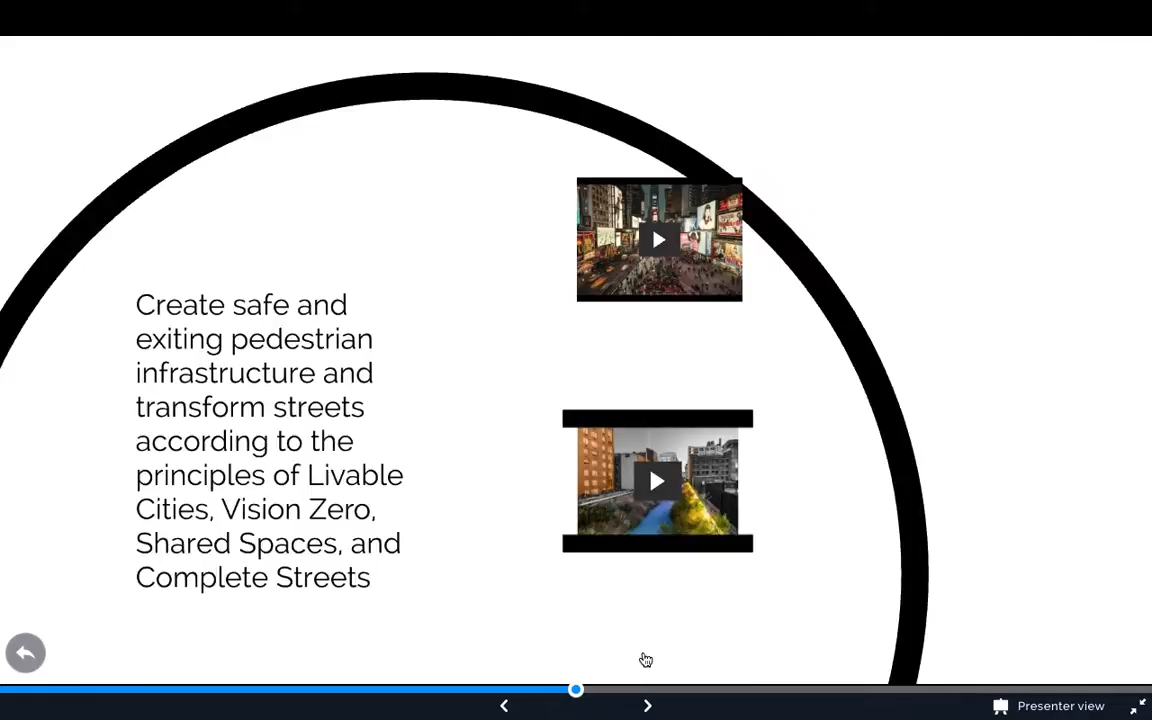 Create safe and
exiting pedestrian
infrastructure and
transform streets
according to the
principles of Livable
Cities, Vision Zero,
Shared Spaces, and
Complete Streets
Presenter view